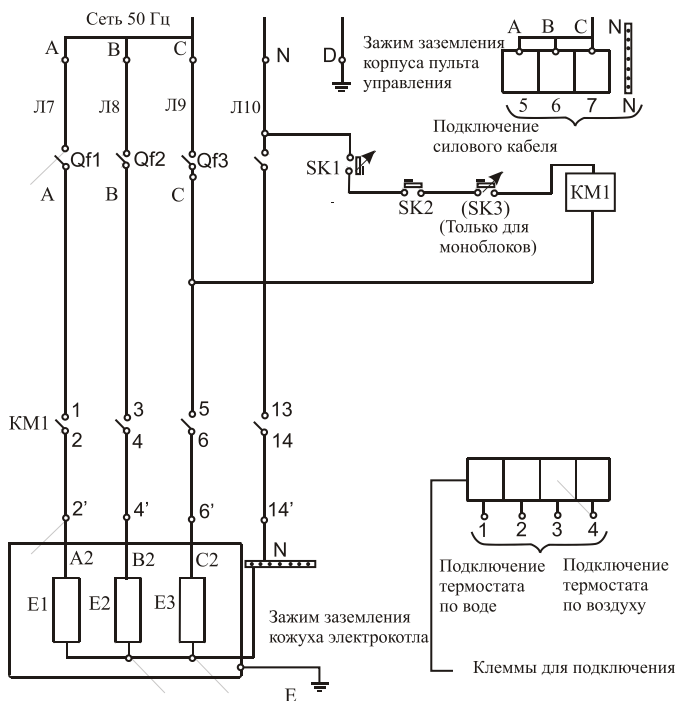 Сеть 50 Гц
A B C N D
Зажим заземления
корпуса пульта
управления
A B C N
5 6 7 N
Подключение
силового кабеля
Л7 Л8 Л9 Л10
Qf1 Qf2 Qf3
A B C
SK1
SK2
(SK3)
(Только для
моноблоков)
КМ1
КМ1
1 3 5 13
2 4 6 14
2’ 4’ 6’ 14’
A2 B2 C2 N
E1 E2 E3
Зажим заземления
кожуха электрокотла
E
1 2 3 4
Подключение
термостата
по воде
Подключение
термостата
по воздуху
Клеммы для подключения